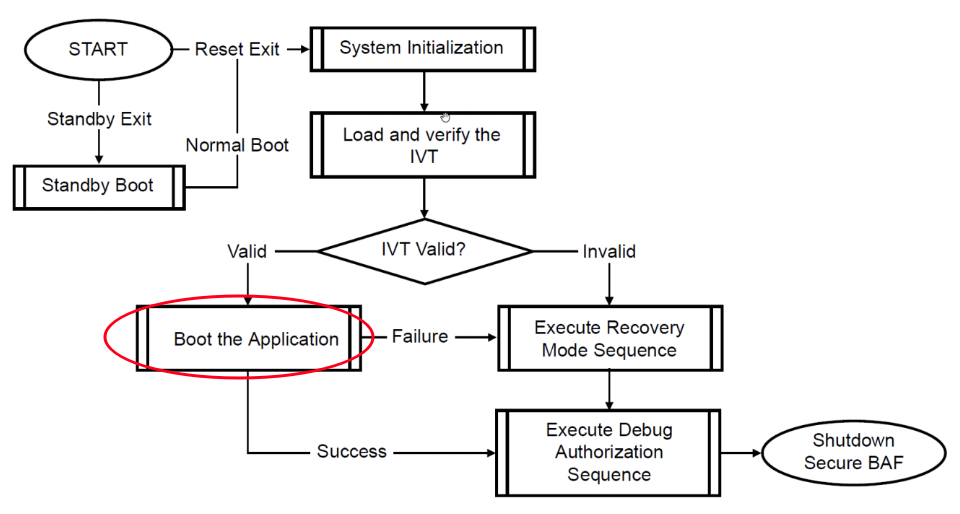 START
Reset Exit
System Initialization
Standby Exit
Normal Boot
Load and verify the
IVT
Standby Boot
Valid
IVT Valid?
Invalid
Boot the Application
Failure
Execute Recovery
Mode Sequence
Success
Execute Debug
Authorization
Sequence
Shutdown
Secure BAF